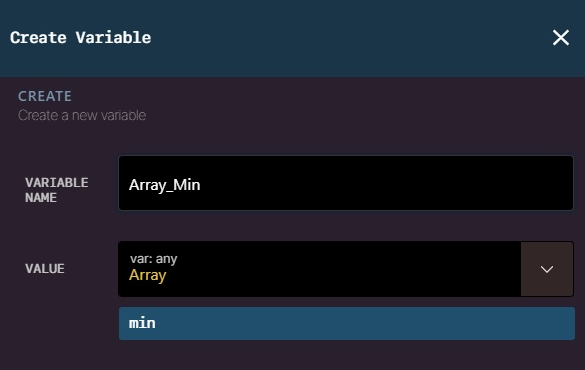 Create Variable
CREATE
Create a new variable
VARIABLE
NAME
Array_Min
VALUE
var: any
Array
min